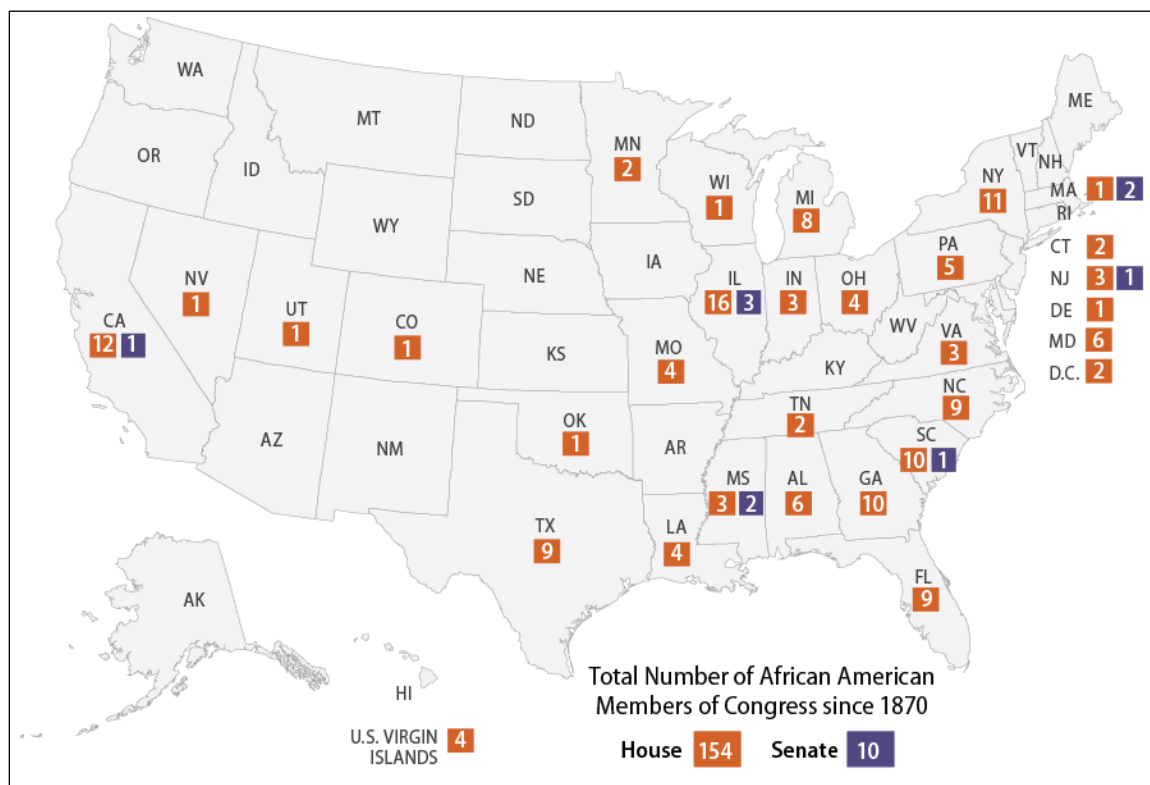 WA
MT
ND
MN
2
OR
ID
SD
WI
1
MI
8
VT
NH
ME
NY
11
MA 1 2
RI
WY
IA
NE
PA
5
CT 2
NJ 3 1
DE 1
MD 6
D.C. 2
NV
1
UT
1
CO
1
CA
12 1
IL
16 3
IN
3
OH
4
WV
VA
3
KS
MO
4
KY
NC
9
TN
2
AZ
NM
OK
1
AR
SC
10 1
MS
3 2
AL
6
GA
10
TX
9
LA
4
FL
9
AK
HI
U.S. VIRGIN
ISLANDS
4
Total Number of African American
Members of Congress since 1870
House 154 Senate 10